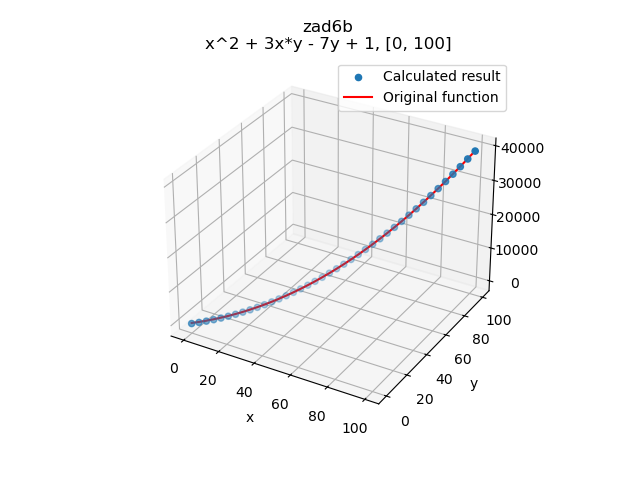 zad6b
x^2 + 3x*y - 7y + 1, [0, 100]
Calculated result
Original function
40000
30000
20000
10000
0
100
80
60
40
20
0
y
0
20
40
60
80
100
x